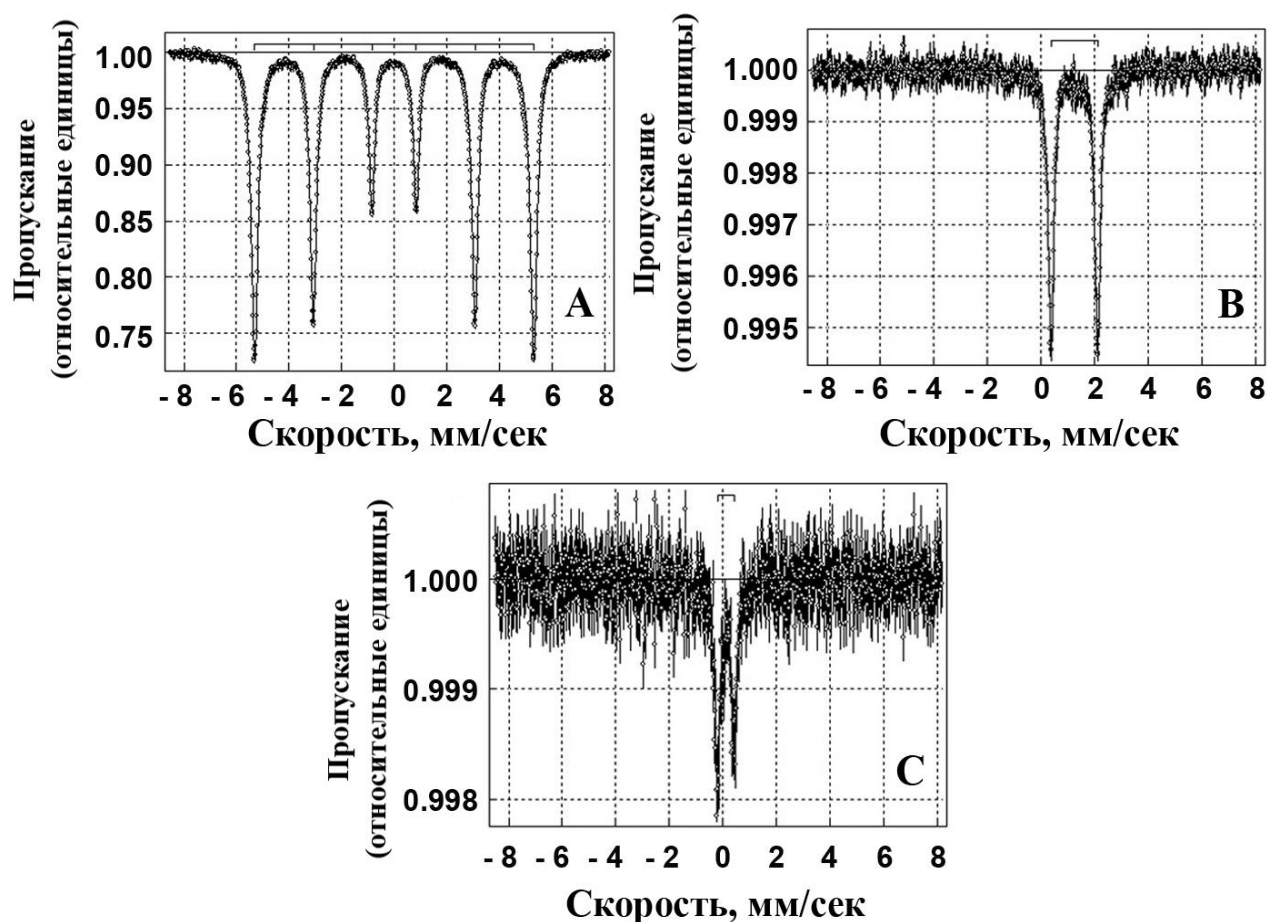 Пропускание
(относительные единицы)
1.00
0.95
0.90
0.85
0.80
0.75
A
- 8 - 6 - 4 - 2 0 2 4 6 8
Скорость, мм/сек
Пропускание
(относительные единицы)
1.000
0.999
0.998
0.997
0.996
0.995
B
- 8 - 6 - 4 - 2 0 2 4 6 8
Скорость, мм/сек
Пропускание
(относительные единицы)
1.000
0.999
0.998
C
- 8 - 6 - 4 - 2 0 2 4 6 8
Скорость, мм/сек